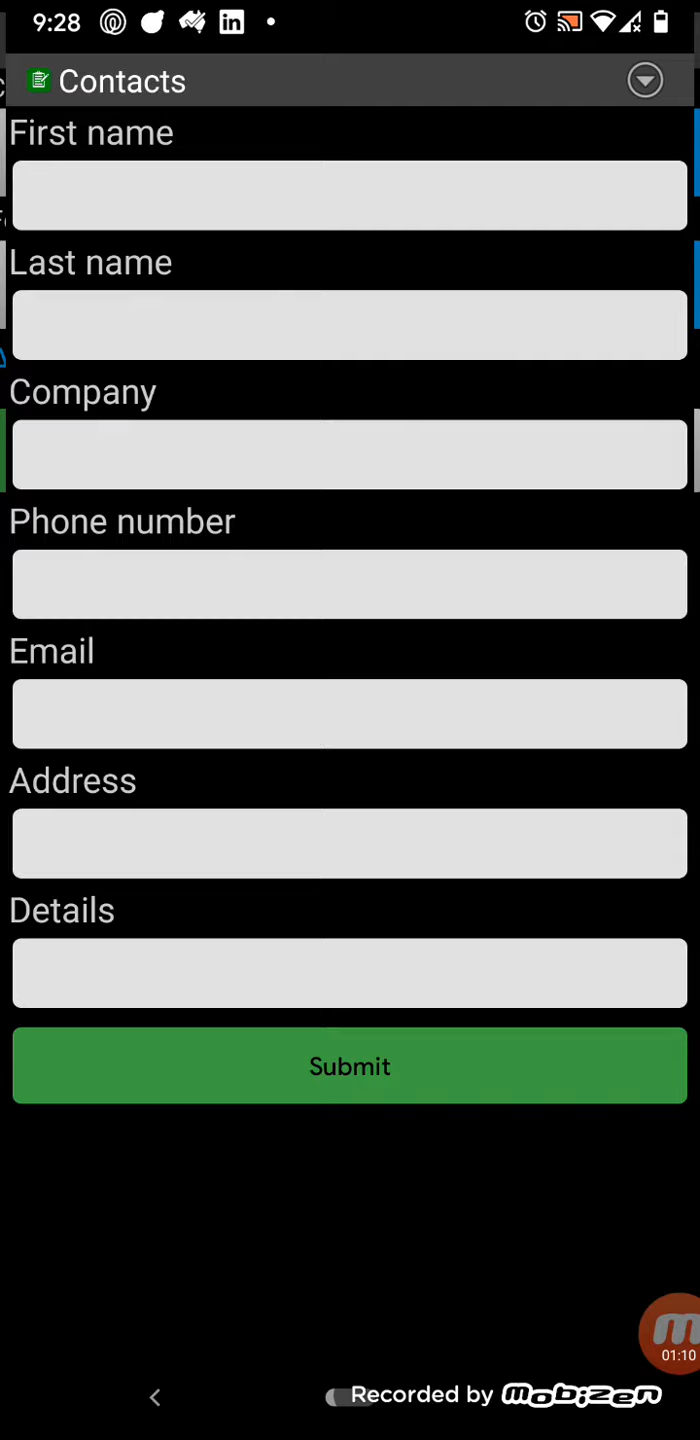 9:28
Contacts
First name
Last name
Company
Phone number
Email
Address
Details
Submit
01:10
Recorded by mobizen